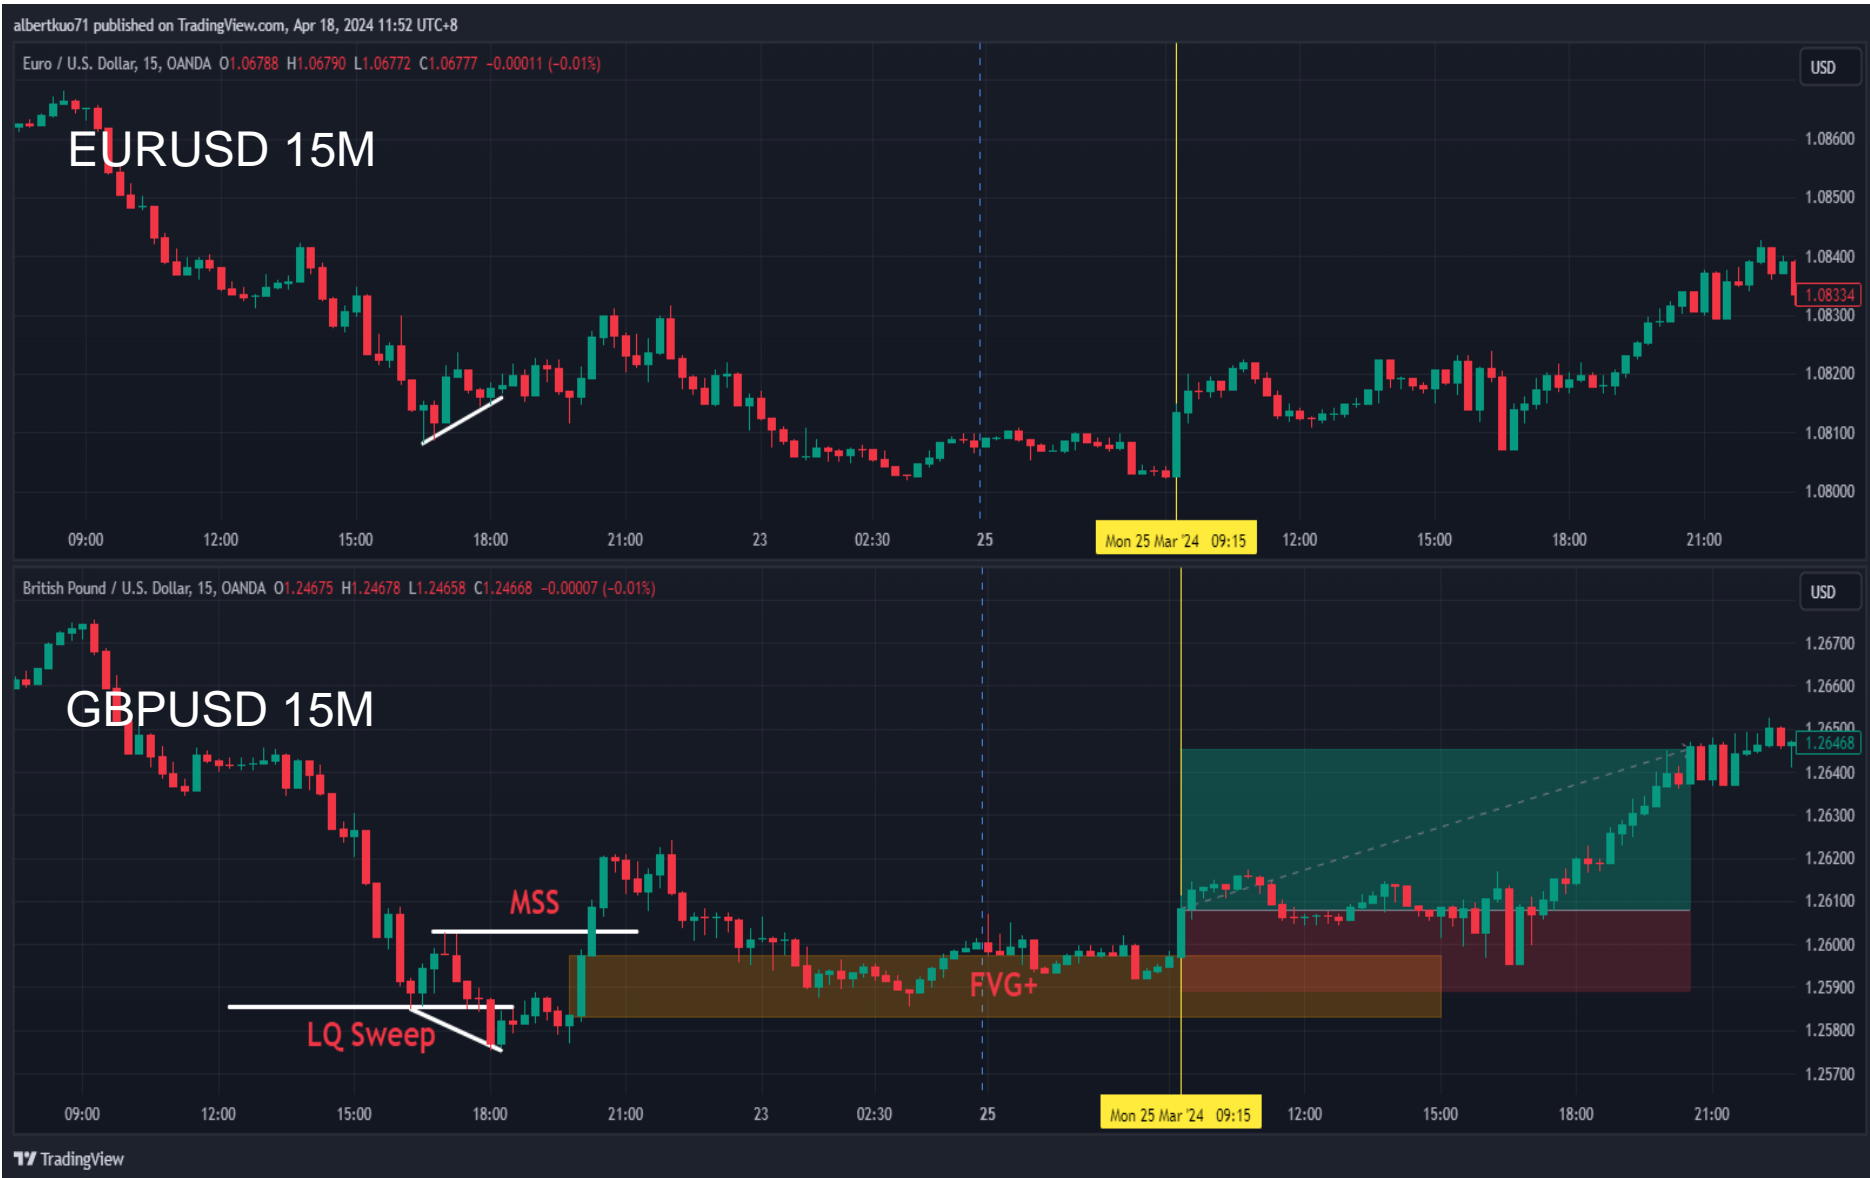 albertkuo71 published on TradingView.com, Apr 18, 2024 11:52 UTC+8
Euro / U.S. Dollar, 15, OANDA O1.06788 H1.06790 L1.06772 C1.06777 −0.00011 (−0.01%)
USD
EURUSD 15M
1.08600
1.08500
1.08400
1.08334
1.08300
1.08200
1.08100
1.08000
09:00 12:00 15:00 18:00 21:00 23 02:30 25 Mon 25 Mar '24 09:15 12:00 15:00 18:00 21:00
British Pound / U.S. Dollar, 15, OANDA O1.24675 H1.24678 L1.24658 C1.24668 −0.00007 (−0.01%)
USD
GBPUSD 15M
1.26700
1.26600
1.26500
1.26468
1.26400
1.26300
1.26200
MSS
1.26100
1.26000
FVG+
1.25900
LQ Sweep
1.25800
1.25700
09:00 12:00 15:00 18:00 21:00 23 02:30 25 Mon 25 Mar '24 09:15 12:00 15:00 18:00 21:00
TradingView